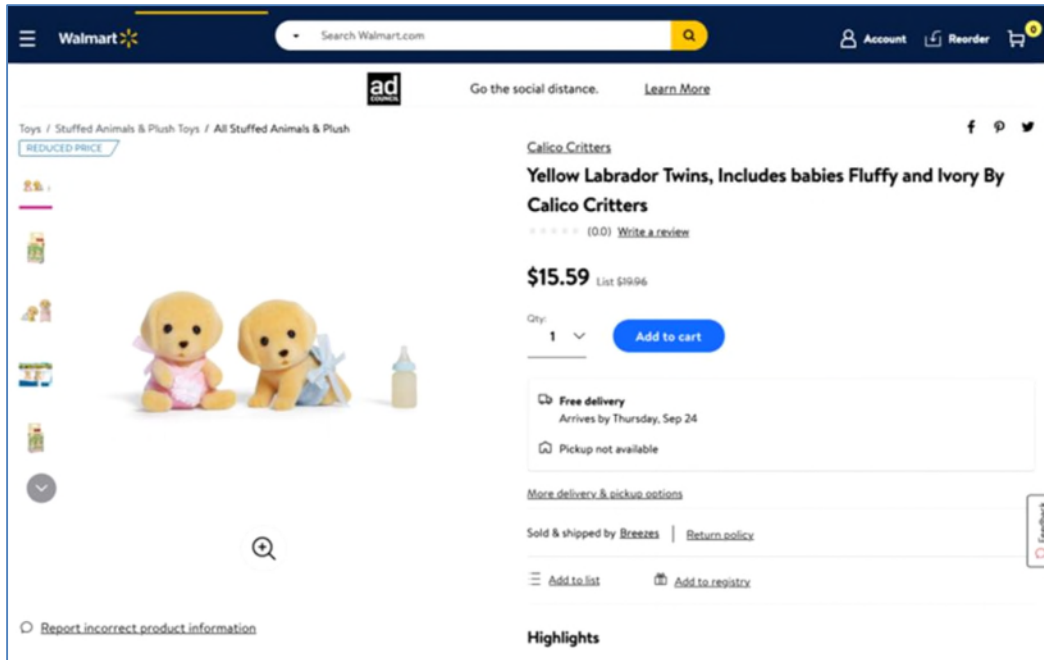 Walmart
Search Walmart.com
Account
Reorder
0
ad
COUNCIL
Go the social distance.
Learn More
Toys / Stuffed Animals & Plush Toys / All Stuffed Animals & Plush
REDUCED PRICE
Calico Critters
Yellow Labrador Twins, Includes babies Fluffy and Ivory By
Calico Critters
(0.0) Write a review
$15.59 List $19.96
Qty:
1
Add to cart
Free delivery
Arrives by Thursday, Sep 24
Pickup not available
More delivery & pickup options
Sold & shipped by Breezes | Return policy
Feedback
Add to list
Add to registry
Report incorrect product information
Highlights